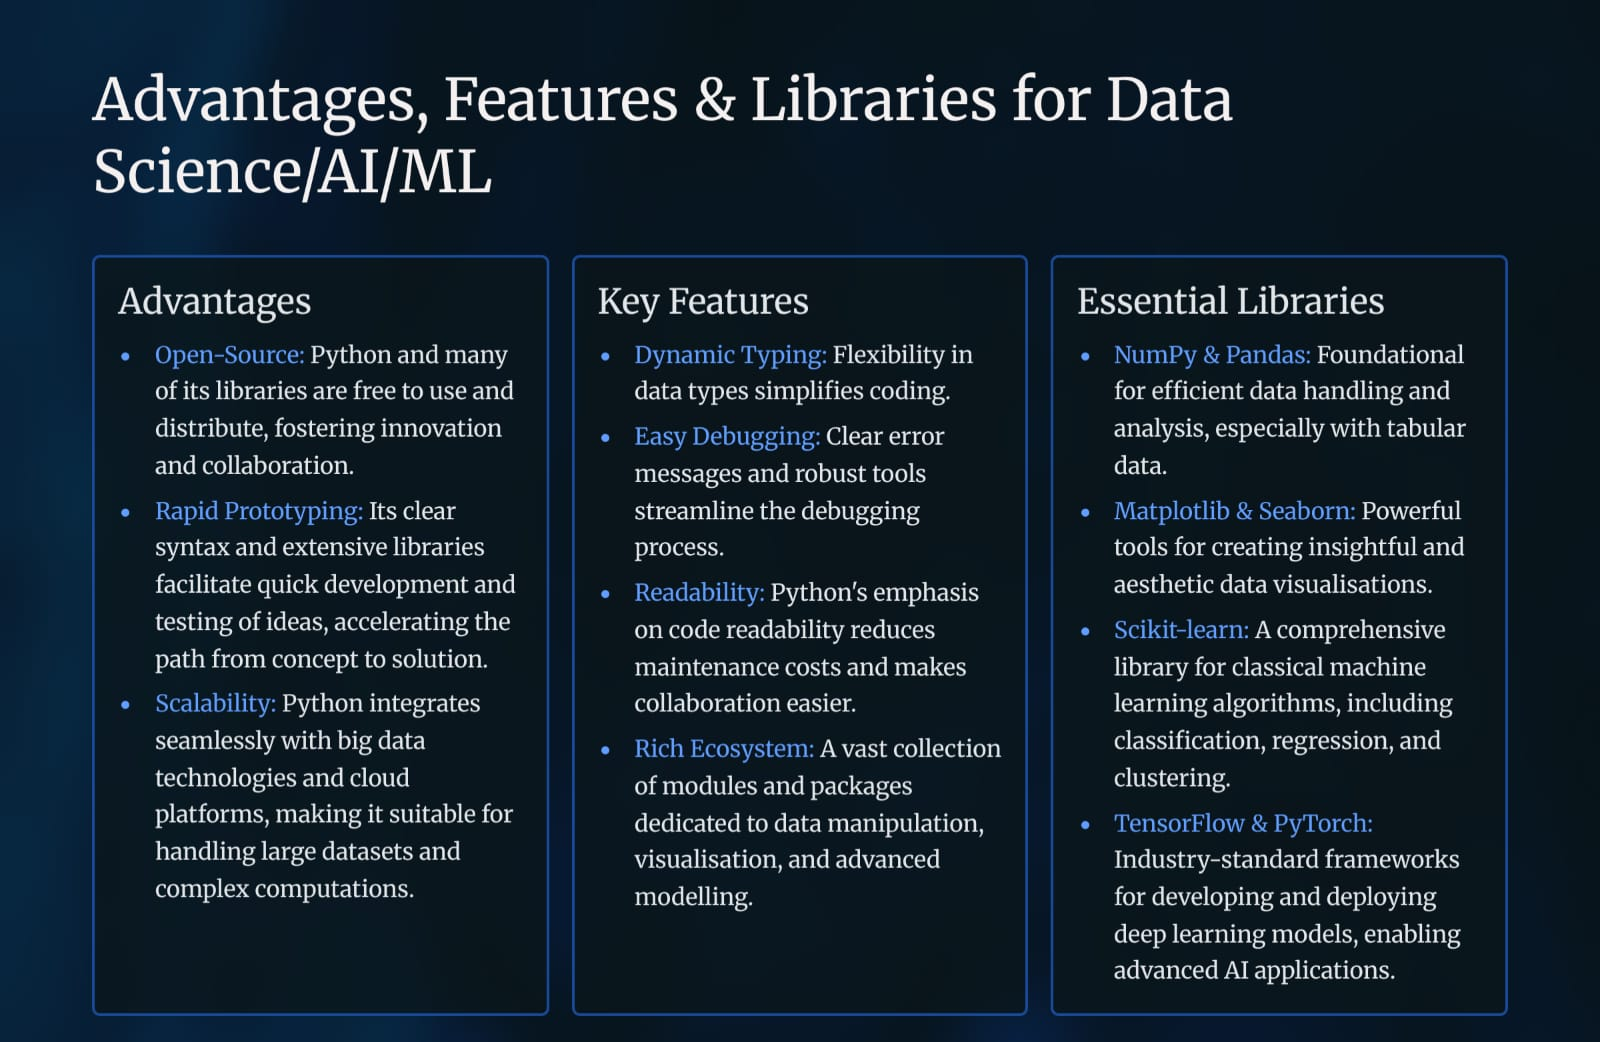 Advantages, Features & Libraries for Data
Science/AI/ML
Advantages
• Open-Source: Python and many
of its libraries are free to use and
distribute, fostering innovation
and collaboration.
• Rapid Prototyping: Its clear
syntax and extensive libraries
facilitate quick development and
testing of ideas, accelerating the
path from concept to solution.
• Scalability: Python integrates
seamlessly with big data
technologies and cloud
platforms, making it suitable for
handling large datasets and
complex computations.
Key Features
• Dynamic Typing: Flexibility in
data types simplifies coding.
• Easy Debugging: Clear error
messages and robust tools
streamline the debugging
process.
• Readability: Python's emphasis
on code readability reduces
maintenance costs and makes
collaboration easier.
• Rich Ecosystem: A vast collection
of modules and packages
dedicated to data manipulation,
visualisation, and advanced
modelling.
Essential Libraries
• NumPy & Pandas: Foundational
for efficient data handling and
analysis, especially with tabular
data.
• Matplotlib & Seaborn: Powerful
tools for creating insightful and
aesthetic data visualisations.
• Scikit-learn: A comprehensive
library for classical machine
learning algorithms, including
classification, regression, and
clustering.
• TensorFlow & PyTorch:
Industry-standard frameworks
for developing and deploying
deep learning models, enabling
advanced AI applications.